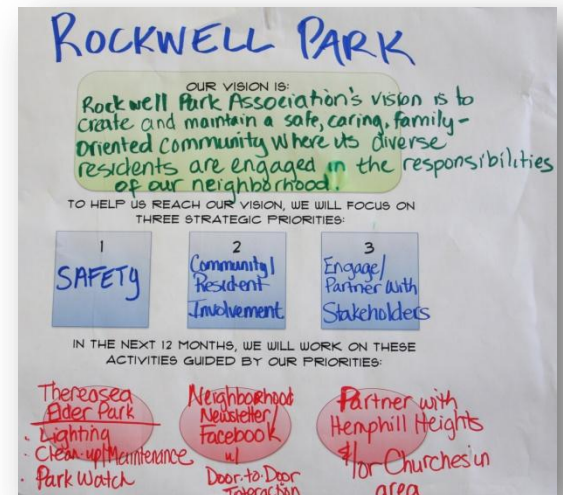 ROCKWELL PARK
OUR VISION IS:
Rockwell Park Association's vision is to
create and maintain a safe, caring, family-
oriented community where its diverse
residents are engaged in the responsibilities
of our neighborhood!
TO HELP US REACH OUR VISION, WE WILL FOCUS ON
THREE STRATEGIC PRIORITIES:
1
SAFETY
2
Community/
Resident
Involvement
3
Engage/
Partner with
Stakeholders
IN THE NEXT 12 MONTHS, WE WILL WORK ON THESE
ACTIVITIES GUIDED BY OUR PRIORITIES:
Thereosea
Elder Park
· Lighting
· Clean-up/Maintenance
· Park Watch
Neighborhood
Newsletter/
Facebook
w/
Door-to-Door
Interaction
Partner with
Hemphill Heights
&/or Churches in
area